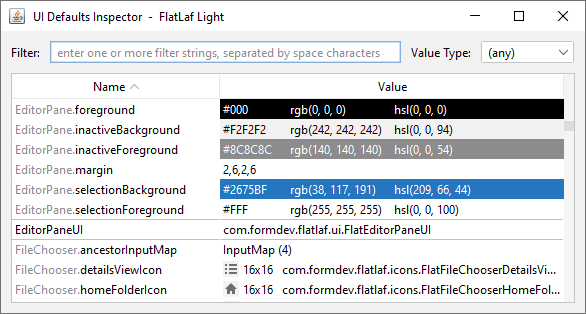 UI Defaults Inspector - FlatLaf Light
Filter: enter one or more filter strings, separated by space characters Value Type: (any)
Name Value
EditorPane.foreground #000 rgb(0, 0, 0) hsl(0, 0, 0)
EditorPane.inactiveBackground #F2F2F2 rgb(242, 242, 242) hsl(0, 0, 94)
EditorPane.inactiveForeground #8C8C8C rgb(140, 140, 140) hsl(0, 0, 54)
EditorPane.margin 2,6,2,6
EditorPane.selectionBackground #2675BF rgb(38, 117, 191) hsl(209, 66, 44)
EditorPane.selectionForeground #FFF rgb(255, 255, 255) hsl(0, 0, 100)
EditorPaneUI com.formdev.flatlaf.ui.FlatEditorPaneUI
FileChooser.ancestorInputMap InputMap (4)
FileChooser.detailsViewIcon 16x16 com.formdev.flatlaf.icons.FlatFileChooserDetailsVi...
FileChooser.homeFolderIcon 16x16 com.formdev.flatlaf.icons.FlatFileChooserHomeFol...